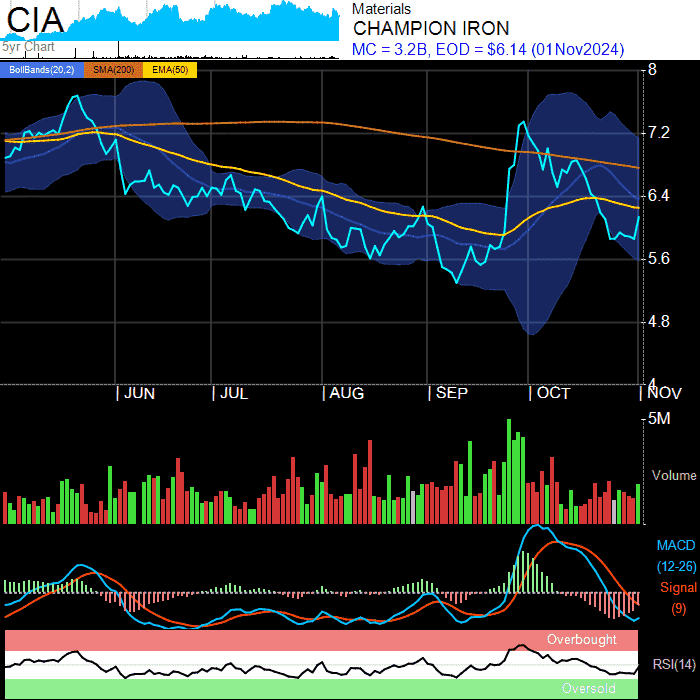 CIA
5yr Chart
Materials
CHAMPION IRON
MC = 3.2B, EOD = $6.14 (01Nov2024)
BollBands(20,2) SMA(200) EMA(50)
8
7.2
6.4
5.6
4.8
4
JUN JUL AUG SEP OCT NOV
5M
Volume
MACD
(12-26)
Signal
(9)
Overbought
RSI(14)
Oversold